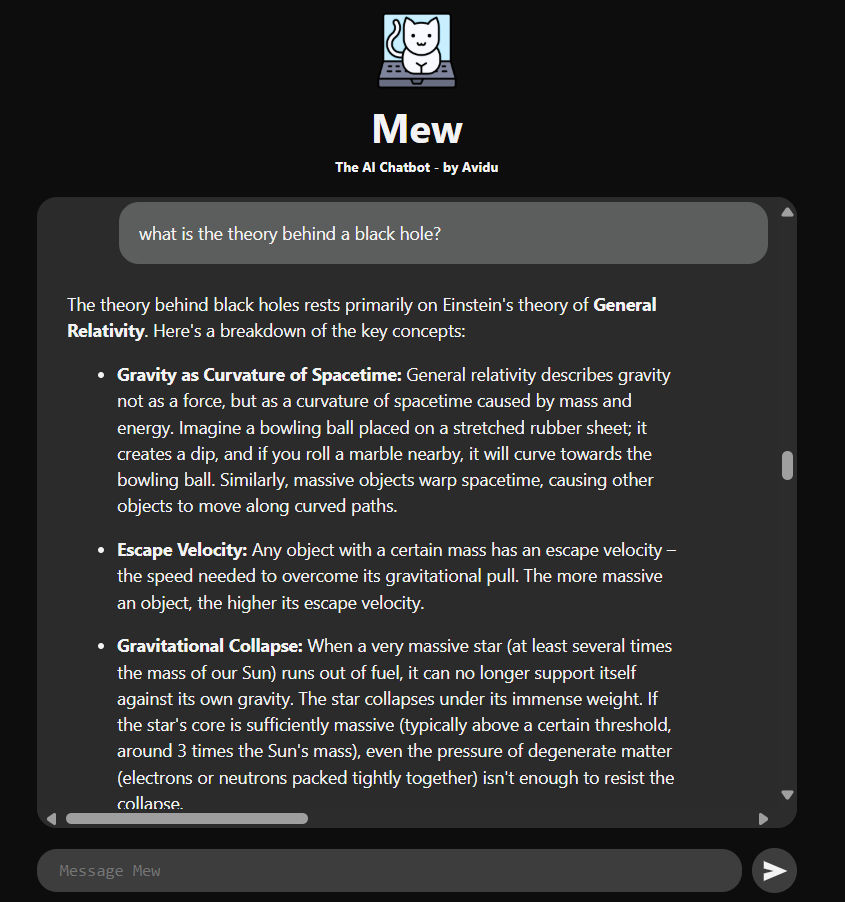 Mew
The AI Chatbot - by Avidu
what is the theory behind a black hole?
The theory behind black holes rests primarily on Einstein's theory of General
Relativity. Here's a breakdown of the key concepts:
• Gravity as Curvature of Spacetime: General relativity describes gravity
not as a force, but as a curvature of spacetime caused by mass and
energy. Imagine a bowling ball placed on a stretched rubber sheet; it
creates a dip, and if you roll a marble nearby, it will curve towards the
bowling ball. Similarly, massive objects warp spacetime, causing other
objects to move along curved paths.
• Escape Velocity: Any object with a certain mass has an escape velocity –
the speed needed to overcome its gravitational pull. The more massive
an object, the higher its escape velocity.
• Gravitational Collapse: When a very massive star (at least several times
the mass of our Sun) runs out of fuel, it can no longer support itself
against its own gravity. The star collapses under its immense weight. If
the star's core is sufficiently massive (typically above a certain threshold,
around 3 times the Sun's mass), even the pressure of degenerate matter
(electrons or neutrons packed tightly together) isn't enough to resist the
collapse.
Message Mew